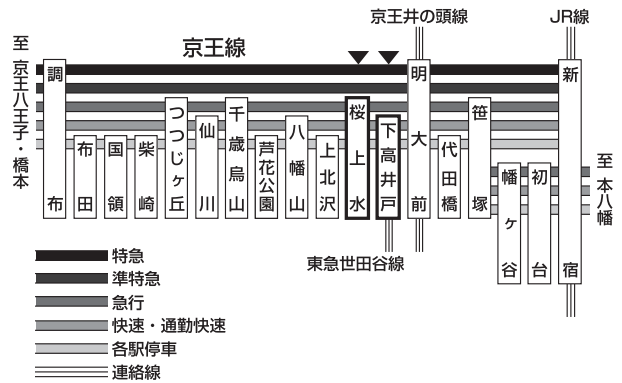 京王井の頭線
JR線
京王線
至 京王八王子・橋本
調布
布田
国領
柴崎
つつじヶ丘
仙川
千歳烏山
芦花公園
八幡山
上北沢
桜上水
下高井戸
明大前
代田橋
笹塚
幡ヶ谷
初台
新宿
至 本八幡
東急世田谷線
特急
準特急
急行
快速・通勤快速
各駅停車
連絡線